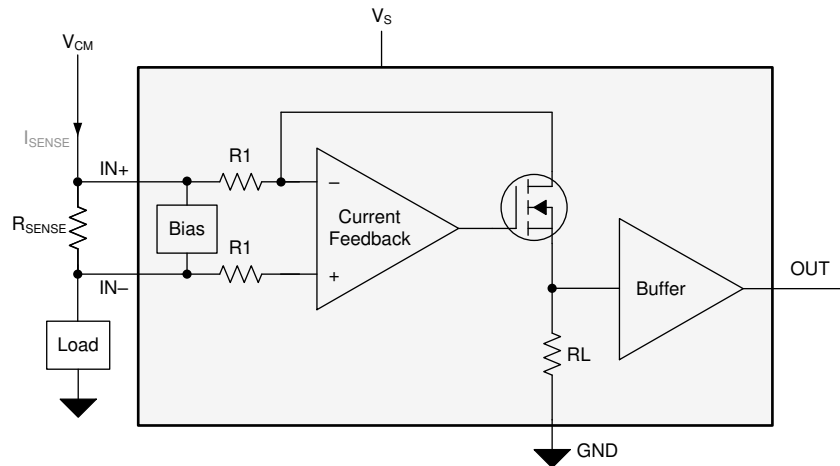 V_S
V_CM
I_SENSE
IN+
R1
R_SENSE
Bias
−
Current
Feedback
+
R1
IN−
Load
Buffer
OUT
RL
GND